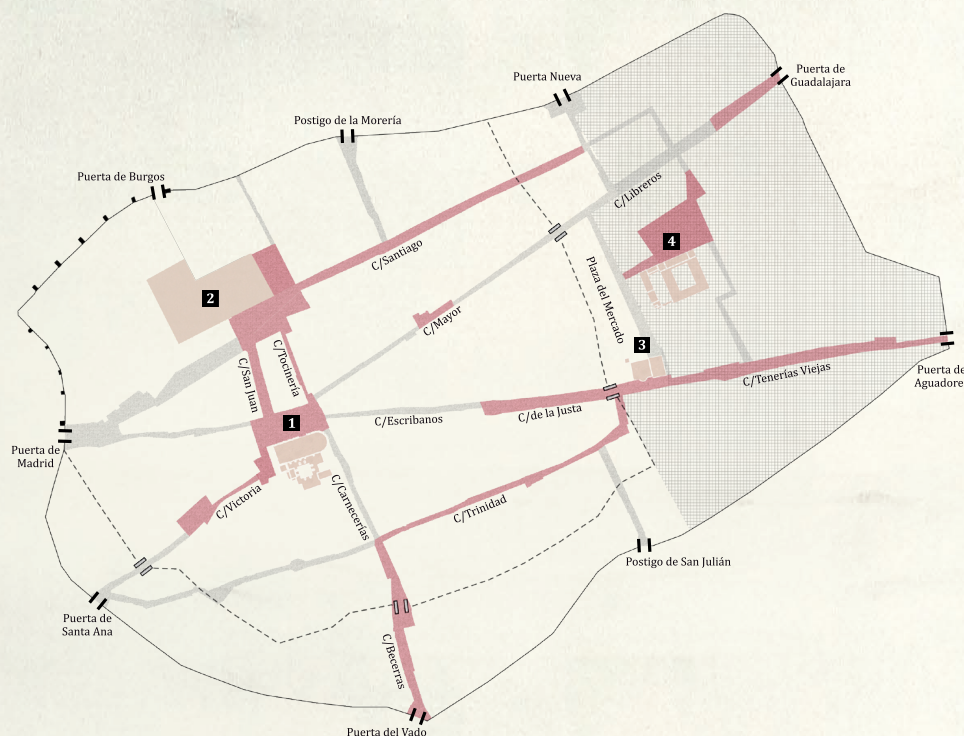 Puerta de
Guadalajara
Puerta Nueva
Postigo de la Morería
Puerta de Burgos
C/Libreros
4
C/Santiago
2
Plaza del Mercado
C/Mayor
3
C/Tocinería
C/San Juan
C/Tenerías Viejas
Puerta de
Aguadore
C/de la Justa
C/Escribanos
1
Puerta de
Madrid
C/Victoria
C/Carnecerías
C/Trinidad
Postigo de San Julián
Puerta de
Santa Ana
C/Becerras
Puerta del Vado